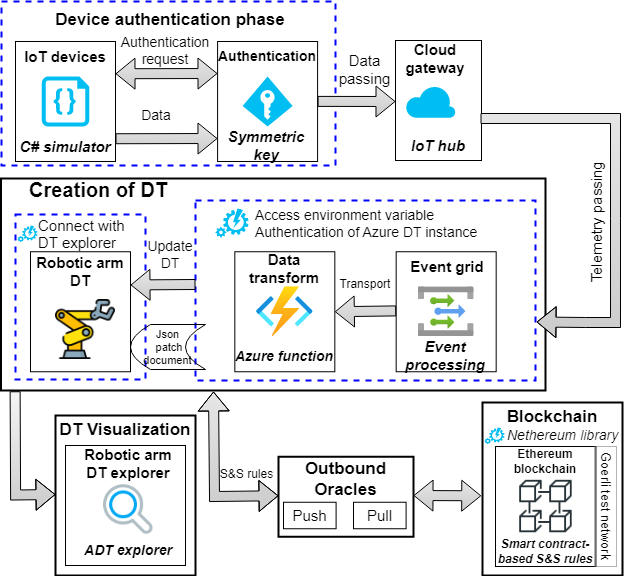 Device authentication phase
IoT devices
C# simulator
Authentication
request
Data
Authentication
Symmetric
key
Data
passing
Cloud
gateway
IoT hub
Telemetry passing
Creation of DT
Connect with
DT explorer
Robotic arm
DT
Update
DT
Json
patch
document
Access environment variable
Authentication of Azure DT instance
Data
transform
Azure function
Transport
Event grid
Event
processing
DT Visualization
Robotic arm
DT explorer
ADT explorer
S&S rules
Outbound
Oracles
Push
Pull
Blockchain
Nethereum library
Ethereum
blockchain
Smart contract-
based S&S rules
Goerli test network